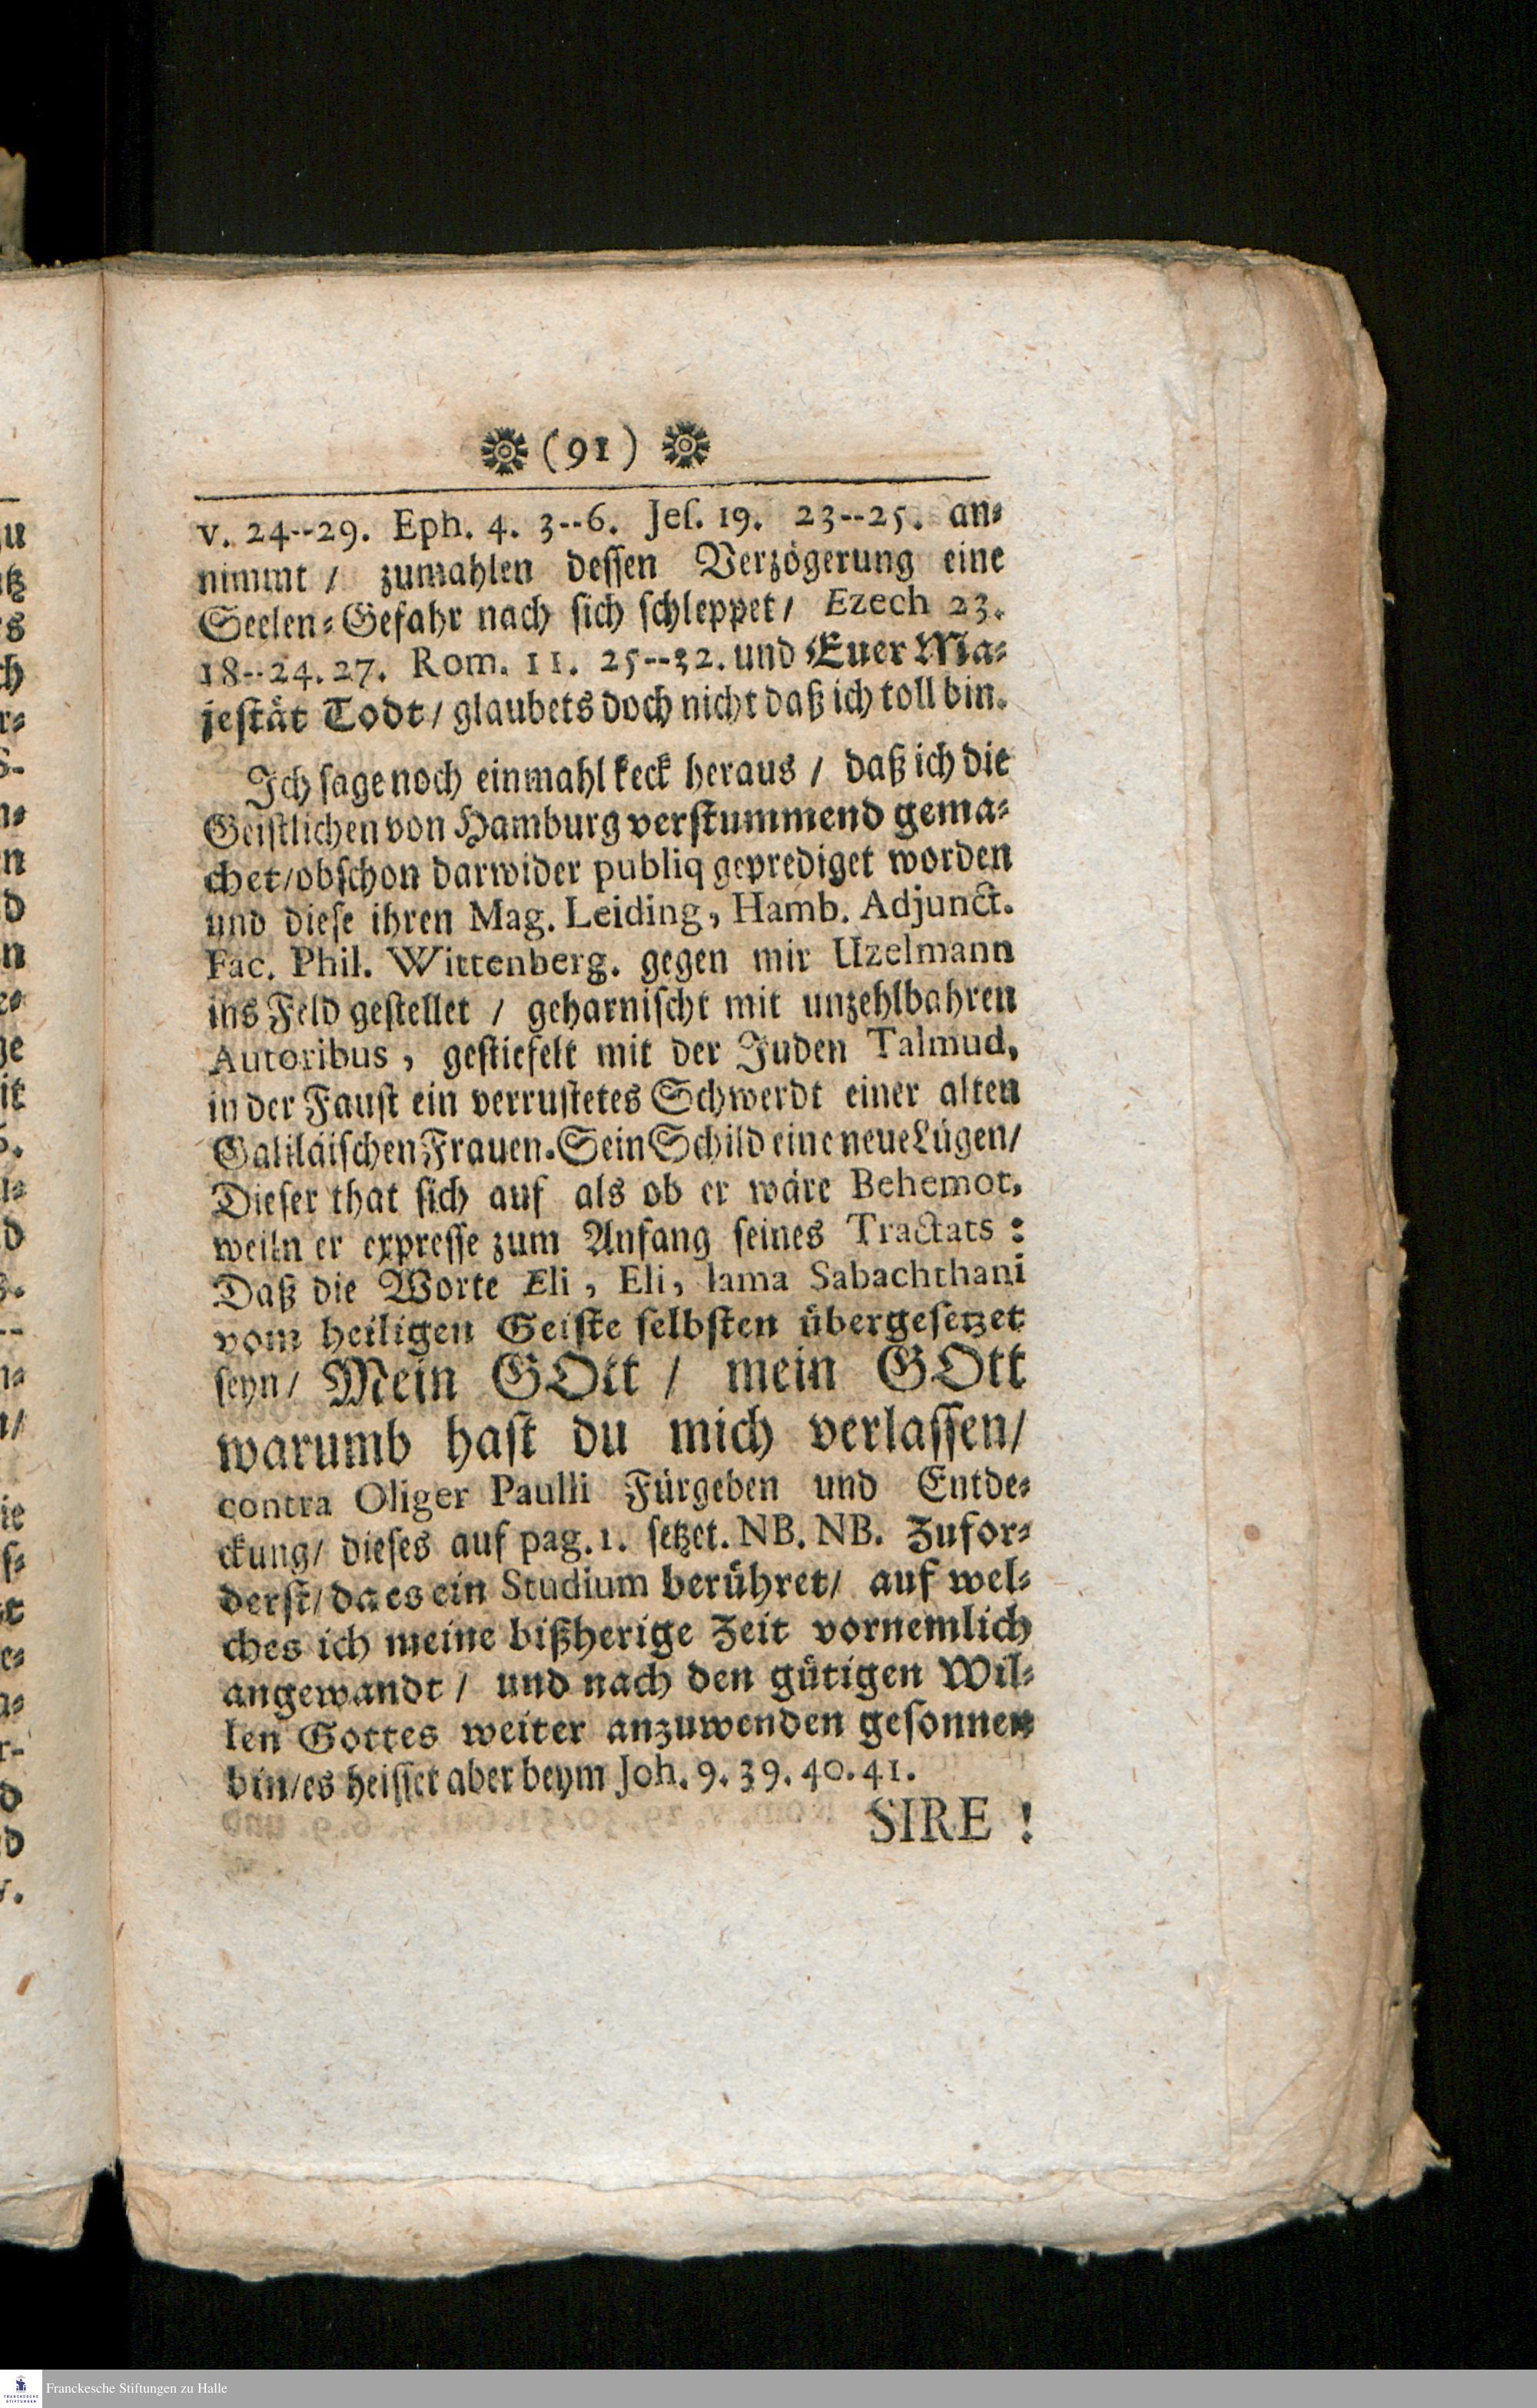 (91)
v. 24--29. Eph. 4. 3--6. Jes. 19. 23--25. an-
nimmt / zumahlen dessen Verzögerung eine
Seelen-Gefahr nach sich schleppet / Ezech 23.
18--24. 27. Rom. 11. 25--32. und Euer Ma-
jestät Todt / glaubets doch nicht daß ich toll bin.
Ich sage noch einmahl keck heraus / daß ich die
Geistlichen von Hamburg verstummend gema-
chet / obschon darwider publiq geprediget worden
und diese ihren Mag. Leiding, Hamb. Adjunct.
Fac. Phil. Wittenberg. gegen mir Uzelmann
ins Feld gestellet / geharnischt mit unzehlbahren
Autoribus, gestiefelt mit der Juden Talmud,
in der Faust ein verrustetes Schwerdt einer alten
Galiläischen Frauen. Sein Schild eine neue Lügen /
Dieser that sich auf als ob er wäre Behemot,
weiln er expresse zum Anfang seines Tractats :
Daß die Worte Eli, Eli, lama Sabachthani
vom heiligen Geiste selbsten übergesetzet
seyn / Mein GOtt / mein GOtt
warumb hast du mich verlassen /
contra Oliger Paulli Fürgeben und Entde-
ckung / dieses auf pag. 1. setzet. NB. NB. Zufor-
derst / da es ein Studium berühret / auf wel-
ches ich meine bißherige Zeit vornemlich
angewandt / und nach den gütigen Wil-
len Gottes weiter anzuwenden gesonnen
bin / es heisset aber beym Joh. 9. 39. 40. 41.
SIRE !
Franckesche Stiftungen zu Halle